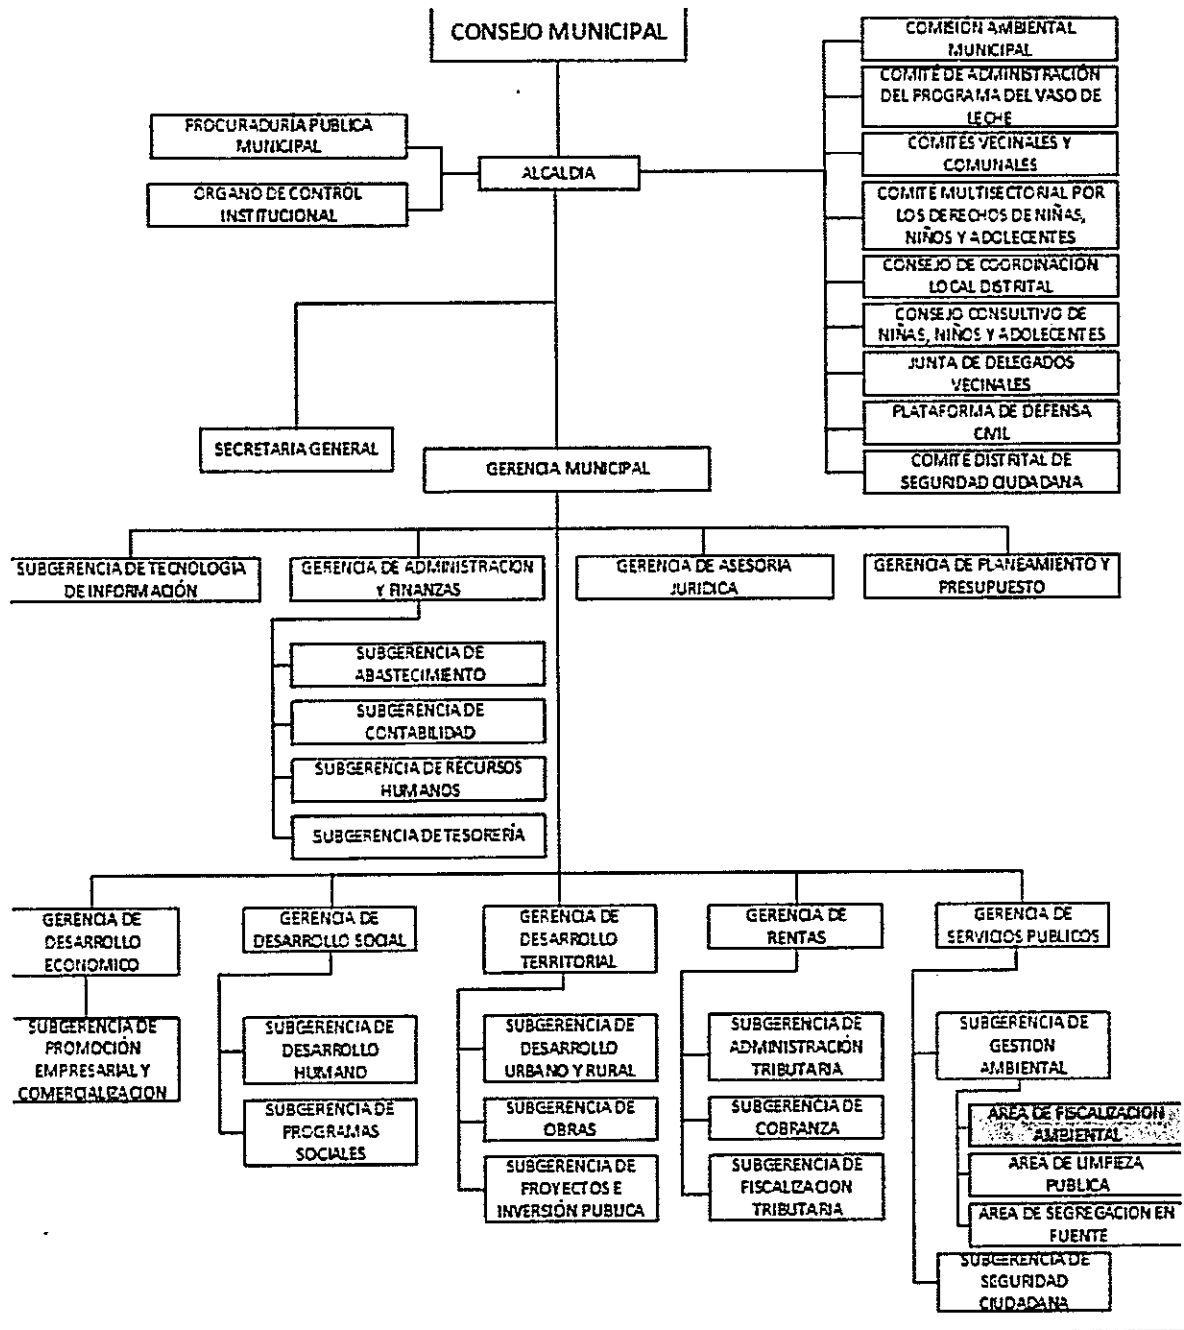 CONSEJO MUNICIPAL
PROCURADURÍA PUBLICA
MUNICIPAL
ORGANO DE CONTROL
INSTITUCIONAL
ALCALDIA
COMISIÓN AMBIENTAL
MUNICIPAL
COMITÉ DE ADMINISTRACIÓN
DEL PROGRAMA DEL VASO DE
LECHE
COMITÉS VECINALES Y
COMUNALES
COMITÉ MULTISECTORIAL POR
LOS DERECHOS DE NIÑAS,
NIÑOS Y ADOLECENTES
CONSEJO DE COORDINACIÓN
LOCAL DISTRITAL
CONSEJO CONSULTIVO DE
NIÑAS, NIÑOS Y ADOLECENTES
JUNTA DE DELEGADOS
VECINALES
PLATAFORMA DE DEFENSA
CIVIL
COMITÉ DISTRITAL DE
SEGURIDAD CIUDADANA
SECRETARIA GENERAL
GERENCIA MUNICIPAL
SUBGERENCIA DE TECNOLOGIA
DE INFORMACIÓN
GERENCIA DE ADMINISTRACION
Y FINANZAS
GERENCIA DE ASESORIA
JURIDICA
GERENCIA DE PLANEAMIENTO Y
PRESUPUESTO
SUBGERENCIA DE
ABASTECIMIENTO
SUBGERENCIA DE
CONTABILIDAD
SUBGERENCIA DE RECURSOS
HUMANOS
SUBGERENCIA DE TESORERÍA
GERENCIA DE
DESARROLLO
ECONOMICO
GERENCIA DE
DESARROLLO SOCIAL
GERENCIA DE
DESARROLLO
TERRITORIAL
GERENCIA DE
RENTAS
GERENCIA DE
SERVICIOS PUBLICOS
SUBGERENCIA DE
PROMOCIÓN
EMPRESARIAL Y
COMERCIALIZACION
SUBGERENCIA DE
DESARROLLO
HUMANO
SUBGERENCIA DE
PROGRAMAS
SOCIALES
SUBGERENCIA DE
DESARROLLO
URBANO Y RURAL
SUBGERENCIA DE
OBRAS
SUBGERENCIA DE
PROYECTOS E
INVERSIÓN PUBLICA
SUBGERENCIA DE
ADMINISTRACIÓN
TRIBUTARIA
SUBGERENCIA DE
COBRANZA
SUBGERENCIA DE
FISCALIZACION
TRIBUTARIA
SUBGERENCIA DE
GESTION
AMBIENTAL
AREA DE FISCALIZACION
AMBIENTAL
AREA DE LIMPIEZA
PUBLICA
AREA DE SEGREGACION EN
FUENTE
SUBGERENCIA DE
SEGURIDAD
CIUDADANA